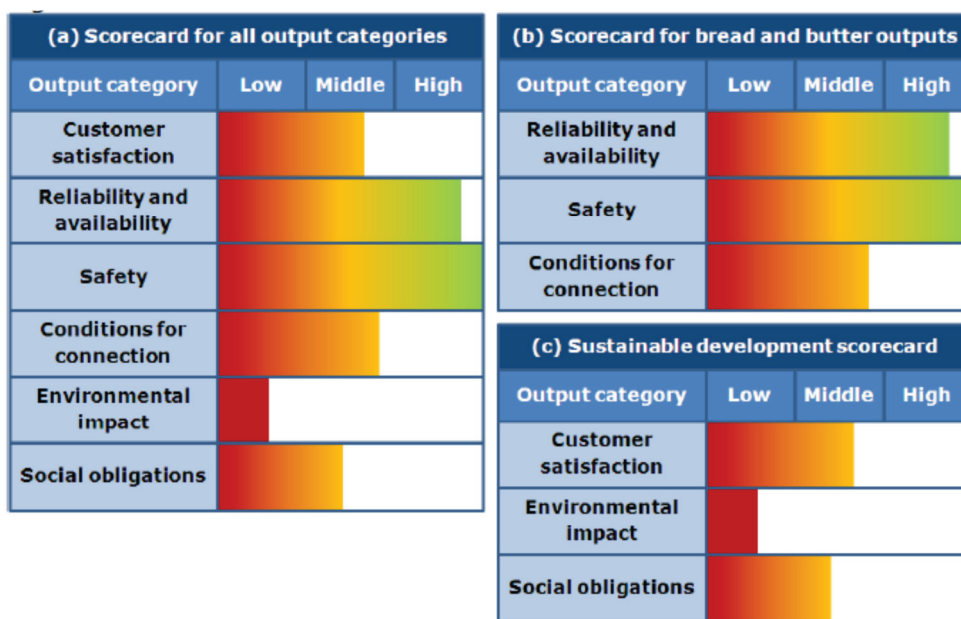 (a) Scorecard for all output categories
Output category Low Middle High
Customer
satisfaction
Reliability and
availability
Safety
Conditions for
connection
Environmental
impact
Social obligations
(b) Scorecard for bread and butter outputs
Output category Low Middle High
Reliability and
availability
Safety
Conditions for
connection
(c) Sustainable development scorecard
Output category Low Middle High
Customer
satisfaction
Environmental
impact
Social obligations